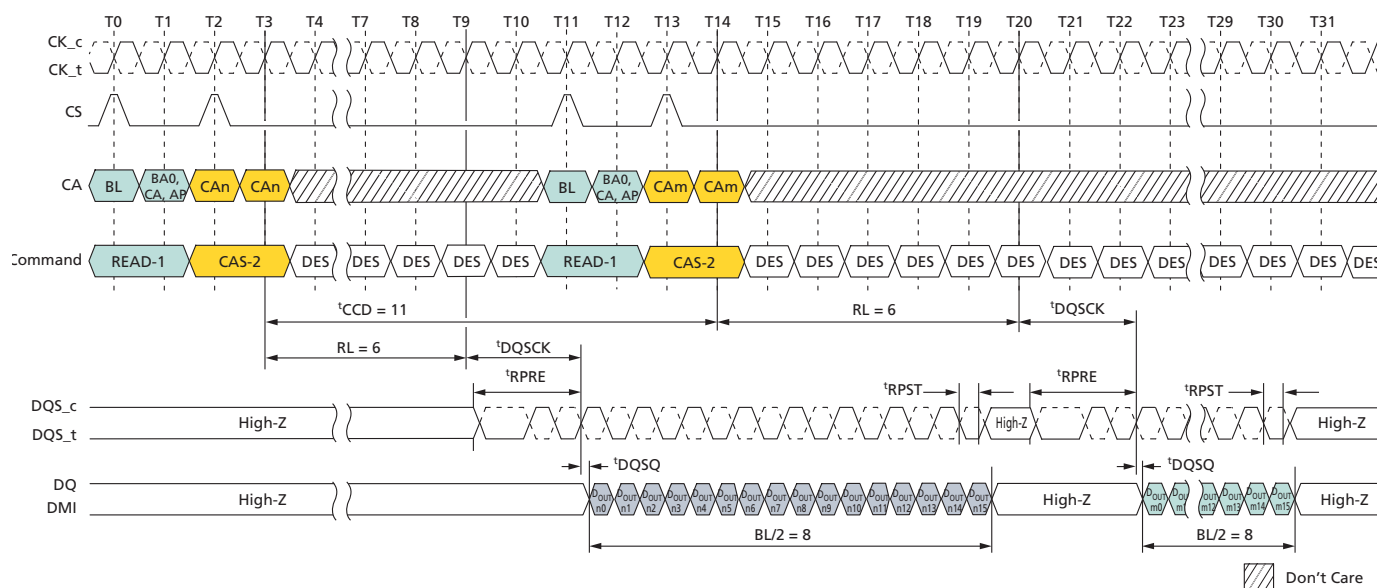 T0 T1 T2 T3 T4 T7 T8 T9 T10 T11 T12 T13 T14 T15 T16 T17 T18 T19 T20 T21 T22 T23 T29 T30 T31
CK_c
CK_t
CS
CA
BL
BA0,
CA, AP
CAn
CAn
BL
BA0,
CA, AP
CAm
CAm
Command
READ-1 CAS-2 DES DES DES DES DES READ-1 CAS-2 DES DES DES DES DES DES DES DES DES DES DES DES DES
tCCD = 11 RL = 6 tDQSCK
RL = 6 tDQSCK
tRPRE tRPST tRPRE tRPST
DQS_c
DQS_t
High-Z High-Z High-Z
tDQSQ tDQSQ
DQ
DMI
High-Z
DOUT n0 DOUT n1 DOUT n2 DOUT n3 DOUT n4 DOUT n5 DOUT n6 DOUT n7 DOUT n8 DOUT n9 DOUT n10 DOUT n11 DOUT n12 DOUT n13 DOUT n14 DOUT n15
High-Z
DOUT m0 DOUT m12 DOUT m13 DOUT m14 DOUT m15
High-Z
BL/2 = 8 BL/2 = 8
Don't Care